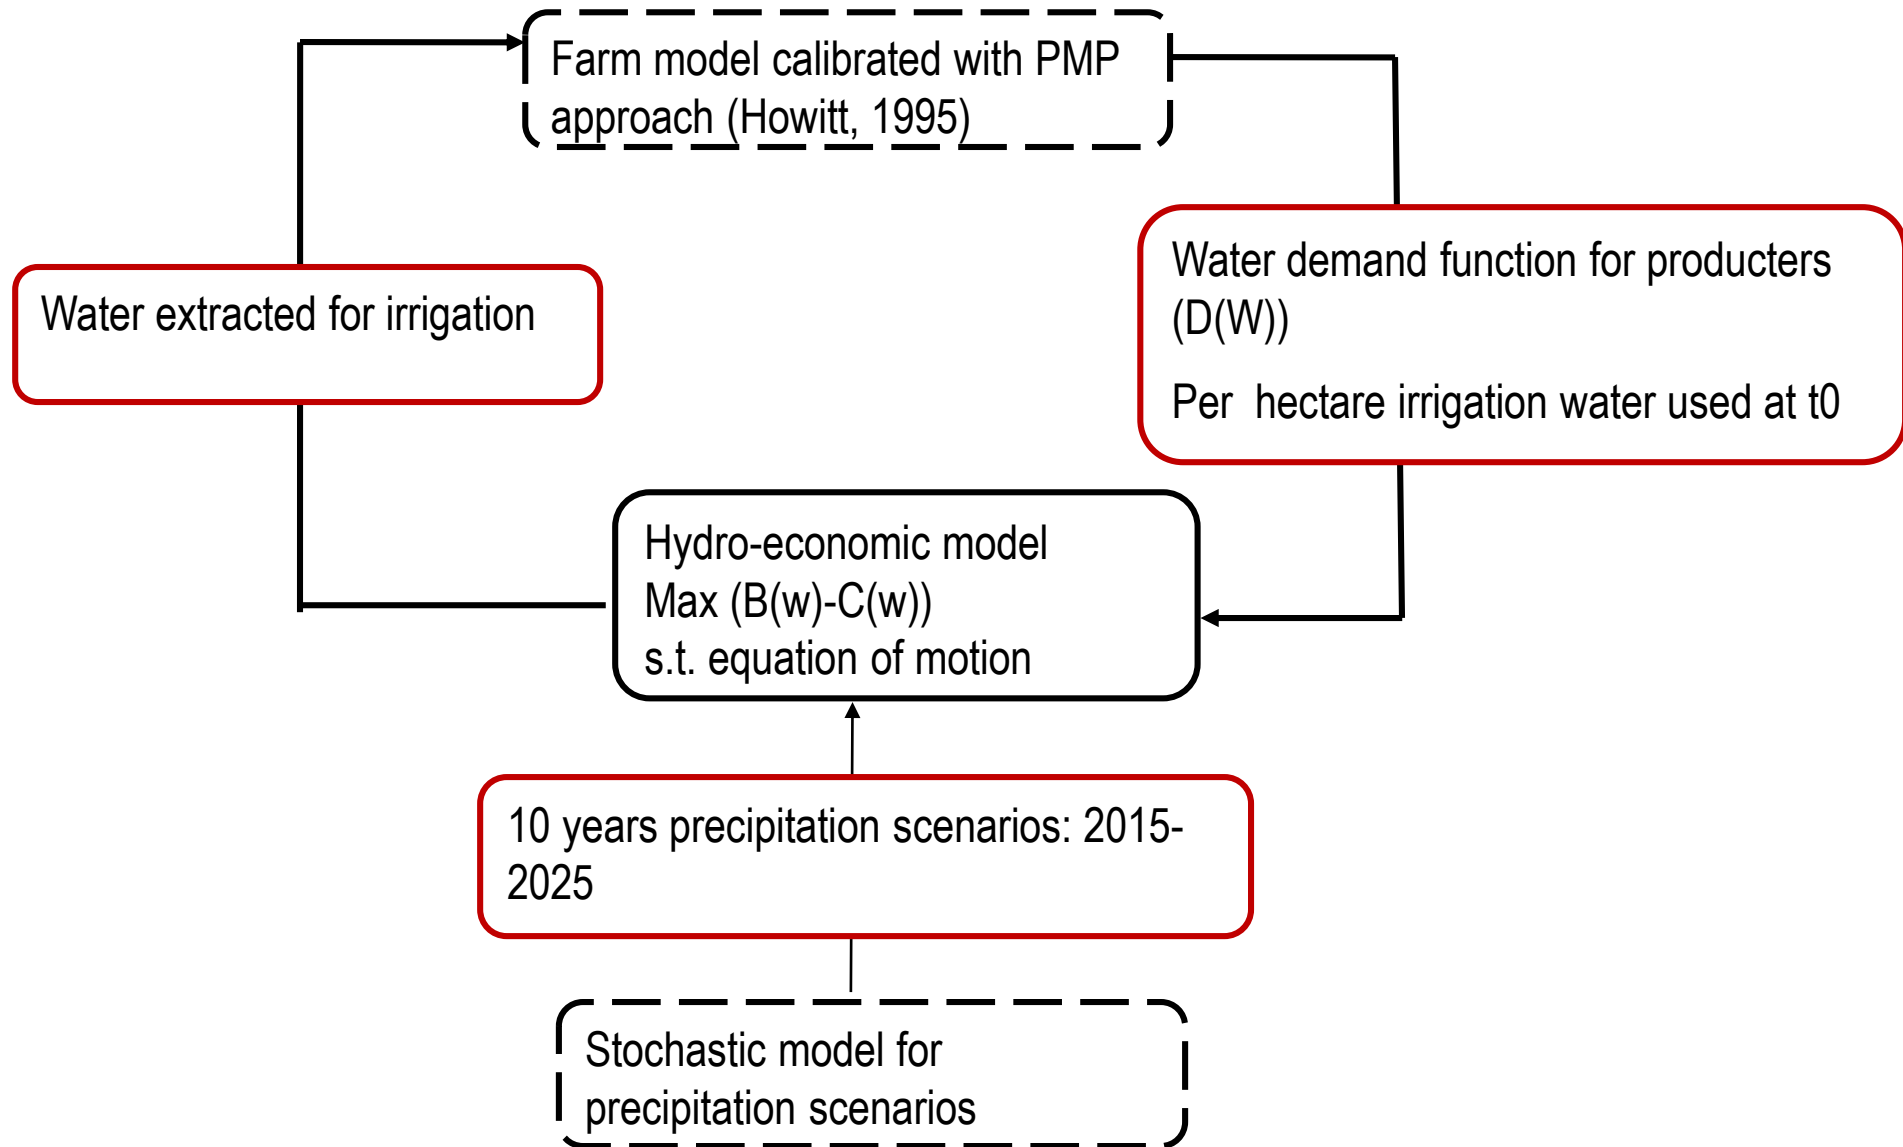 Farm model calibrated with PMP
approach (Howitt, 1995)
Water extracted for irrigation
Water demand function for producters
(D(W))
Per  hectare irrigation water used at t0
Hydro-economic model
Max (B(w)-C(w))
s.t. equation of motion
10 years precipitation scenarios: 2015-
2025
Stochastic model for
precipitation scenarios